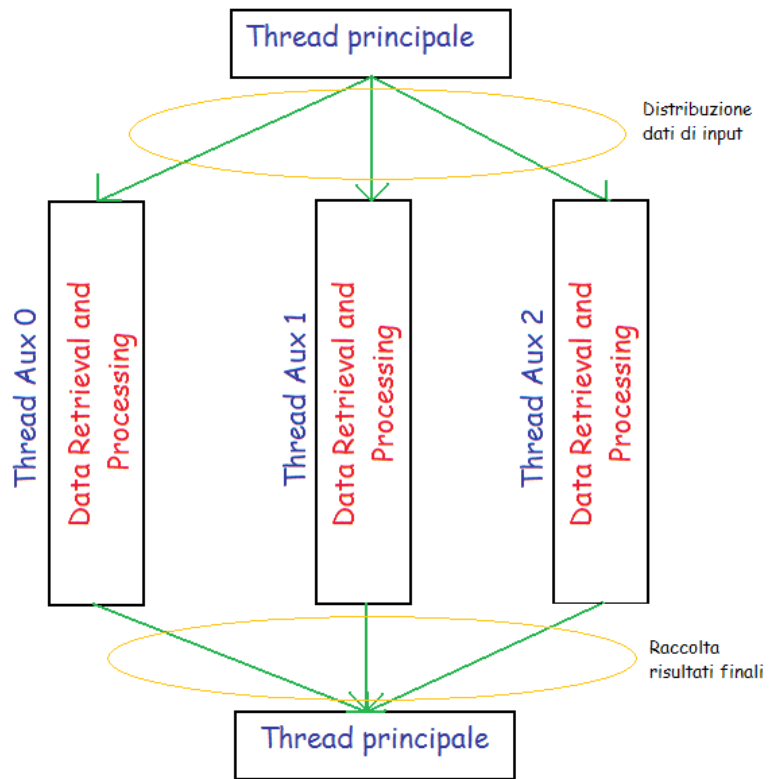 Thread principale
Distribuzione
dati di input
Thread Aux 0
Data Retrieval and
Processing
Thread Aux 1
Data Retrieval and
Processing
Thread Aux 2
Data Retrieval and
Processing
Raccolta
risultati finali
Thread principale